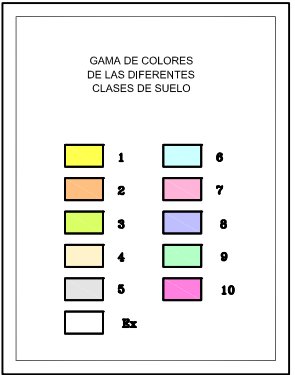 GAMA DE COLORES
DE LAS DIFERENTES
CLASES DE SUELO
1 6
2 7
3 8
4 9
5 10
Ex